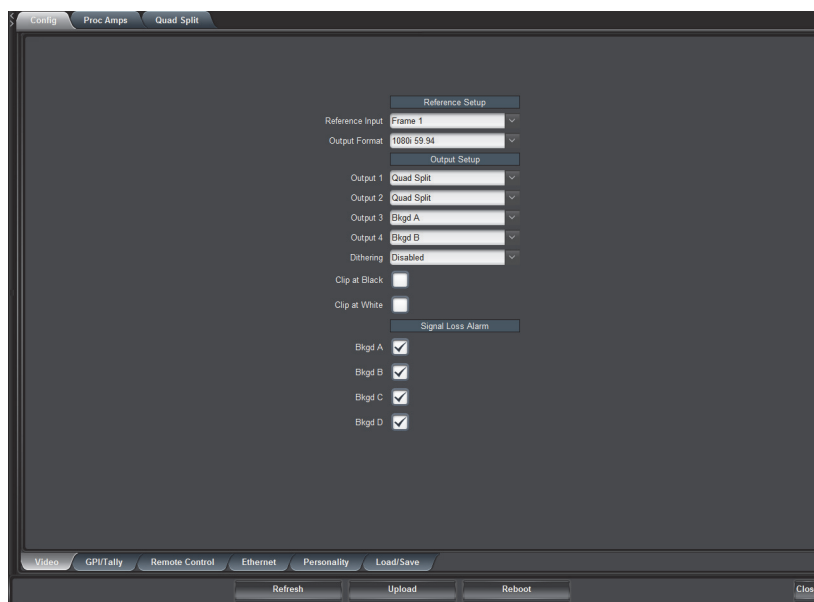 Config Proc Amps Quad Split
Reference Setup
Reference Input Frame 1
Output Format 1080i 59.94
Output Setup
Output 1 Quad Split
Output 2 Quad Split
Output 3 Bkgd A
Output 4 Bkgd B
Dithering Disabled
Clip at Black
Clip at White
Signal Loss Alarm
Bkgd A
Bkgd B
Bkgd C
Bkgd D
Video GPI/Tally Remote Control Ethernet Personality Load/Save
Refresh Upload Reboot Clos